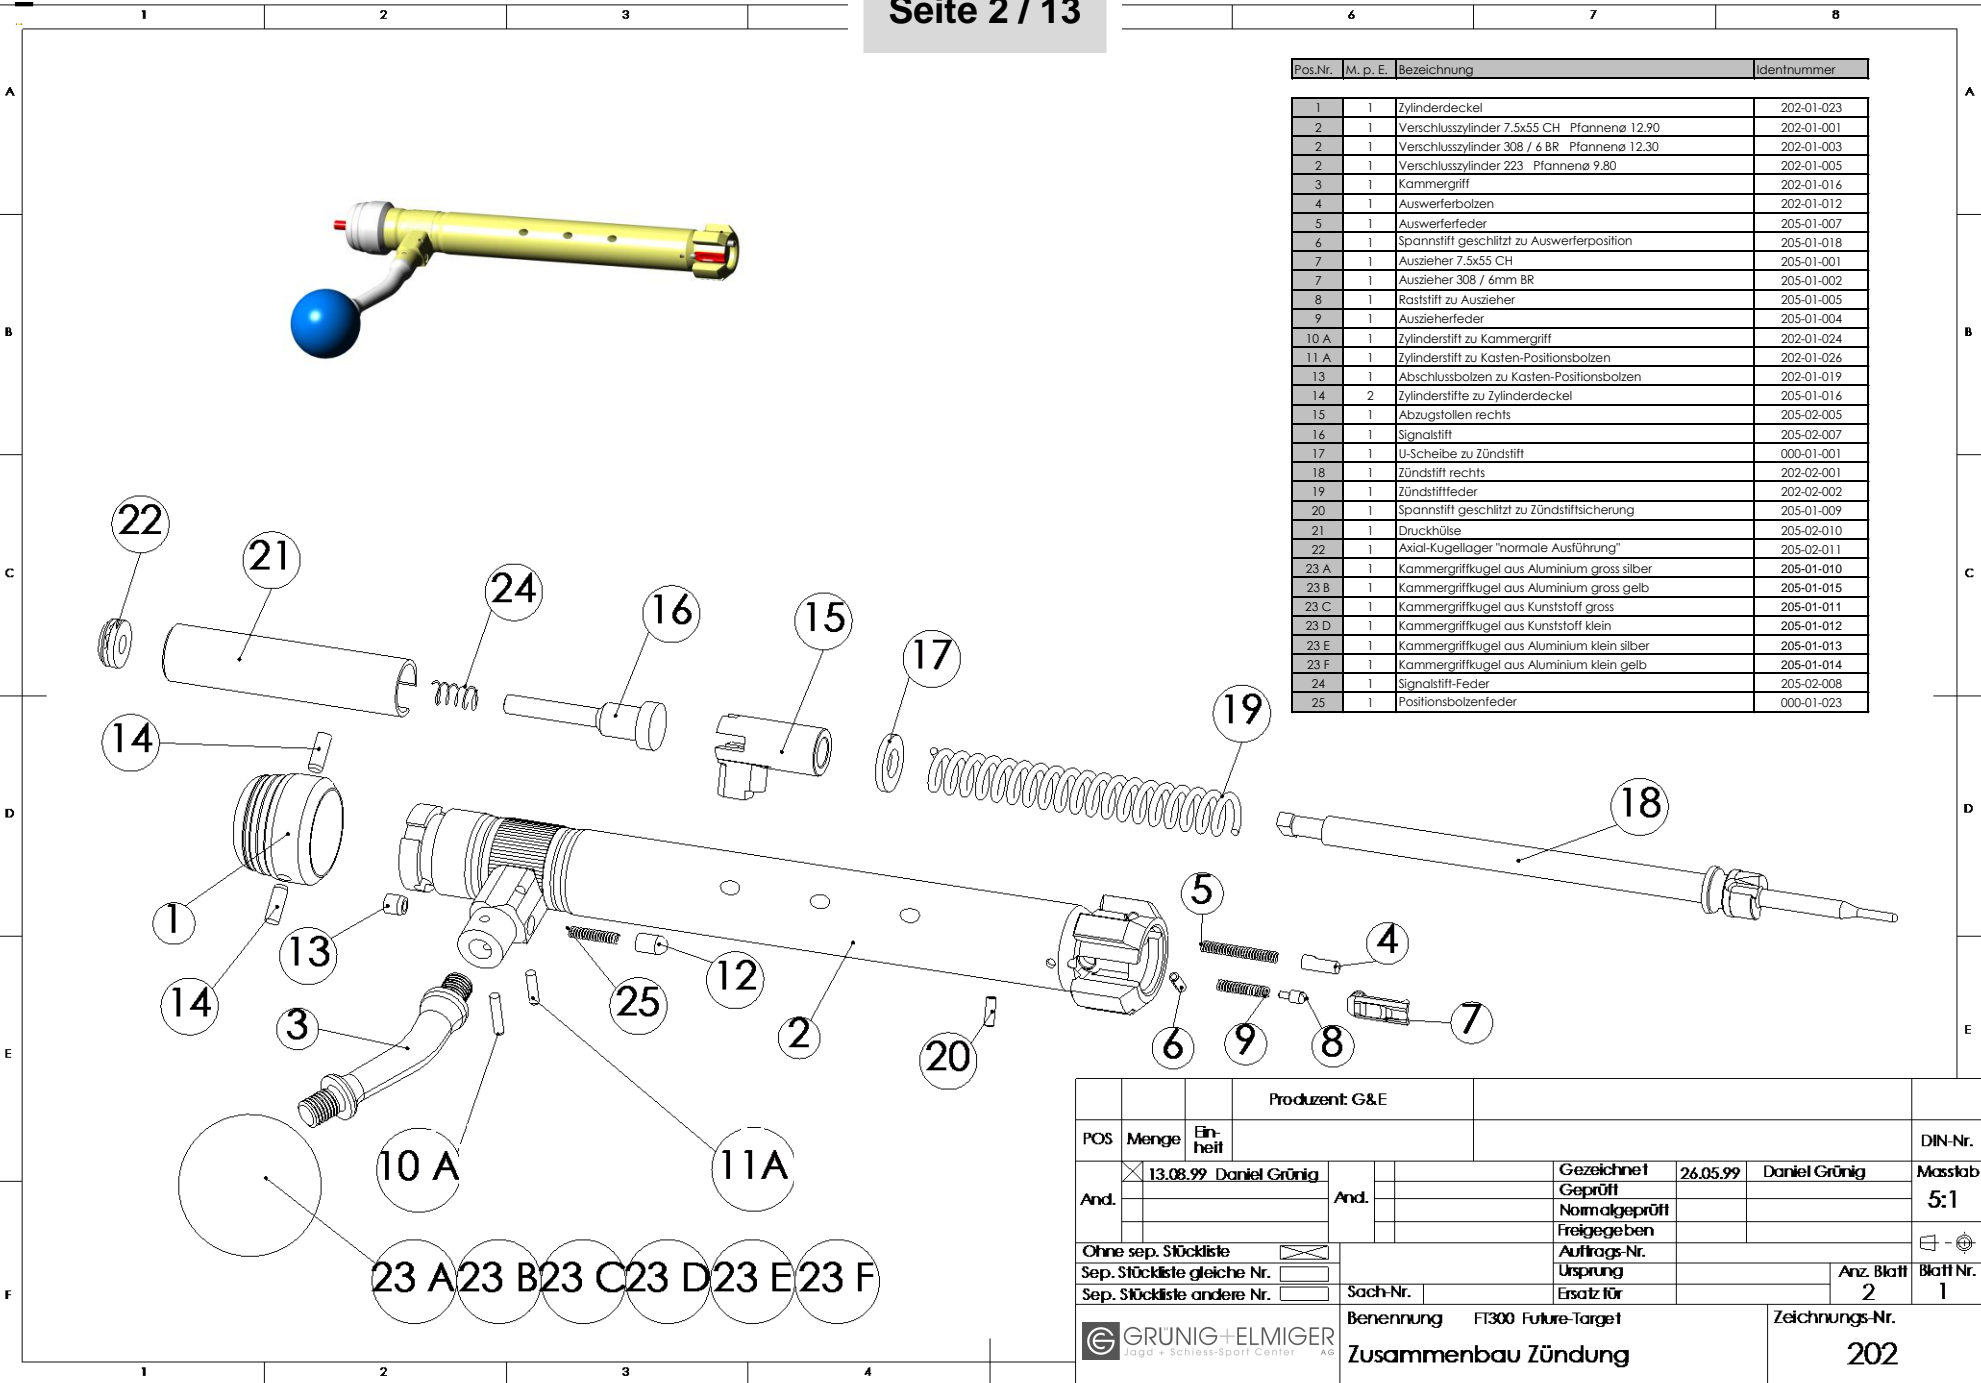 Seite 2 / 13
1 2 3 6 7 8
A A
B B
C C
D D
E E
F
Pos.Nr. M. p. E. Bezeichnung Identnummer
1 1 Zylinderdeckel 202-01-023
2 1 Verschlusszylinder 7.5x55 CH Pfannenø 12.90 202-01-001
2 1 Verschlusszylinder 308 / 6 BR Pfannenø 12.30 202-01-003
2 1 Verschlusszylinder 223 Pfannenø 9.80 202-01-005
3 1 Kammergriff 202-01-016
4 1 Auswerferbolzen 202-01-012
5 1 Auswerferfeder 205-01-007
6 1 Spannstift geschlitzt zu Auswerferposition 205-01-018
7 1 Auszieher 7.5x55 CH 205-01-001
7 1 Auszieher 308 / 6mm BR 205-01-002
8 1 Raststift zu Auszieher 205-01-005
9 1 Auszieherfeder 205-01-004
10 A 1 Zylinderstift zu Kammergriff 202-01-024
11 A 1 Zylinderstift zu Kasten-Positionsbolzen 202-01-026
13 1 Abschlussbolzen zu Kasten-Positionsbolzen 202-01-019
14 2 Zylinderstifte zu Zylinderdeckel 205-01-016
15 1 Abzugstollen rechts 205-02-005
16 1 Signalstift 205-02-007
17 1 U-Scheibe zu Zündstift 000-01-001
18 1 Zündstift rechts 202-02-001
19 1 Zündstiftfeder 202-02-002
20 1 Spannstift geschlitzt zu Zündstiftsicherung 205-01-009
21 1 Druckhülse 205-02-010
22 1 Axial-Kugellager "normale Ausführung" 205-02-011
23 A 1 Kammergriffkugel aus Aluminium gross silber 205-01-010
23 B 1 Kammergriffkugel aus Aluminium gross gelb 205-01-015
23 C 1 Kammergriffkugel aus Kunststoff gross 205-01-011
23 D 1 Kammergriffkugel aus Kunststoff klein 205-01-012
23 E 1 Kammergriffkugel aus Aluminium klein silber 205-01-013
23 F 1 Kammergriffkugel aus Aluminium klein gelb 205-01-014
24 1 Signalstift-Feder 205-02-008
25 1 Positionsbolzenfeder 000-01-023
22
21
24
16
15
17
19
18
14
1
13
14
3
25
12
2
5
4
6
9
8
7
20
10 A
11A
23 A 23 B 23 C 23 D 23 E 23 F
Produzent: G&E
POS Menge Ein-
heit
DIN-Nr.
And. 13.08.99 Daniel Grünig And. Gezeichnet 26.05.99 Daniel Grünig Masstab
Geprüft 5:1
Normalgeprüft
Freigegeben
Ohne sep. Stückliste Auftrags-Nr.
Sep. Stückliste gleiche Nr. Ursprung Anz. Blatt Blatt Nr.
Sep. Stückliste andere Nr. Sach-Nr. Ersatz für 2 1
Benennung FT300 Future-Target Zeichnungs-Nr.
GRÜNIG+ELMIGER
Jagd + Schiess-Sport Center AG
Zusammenbau Zündung 202
1 2 3 4